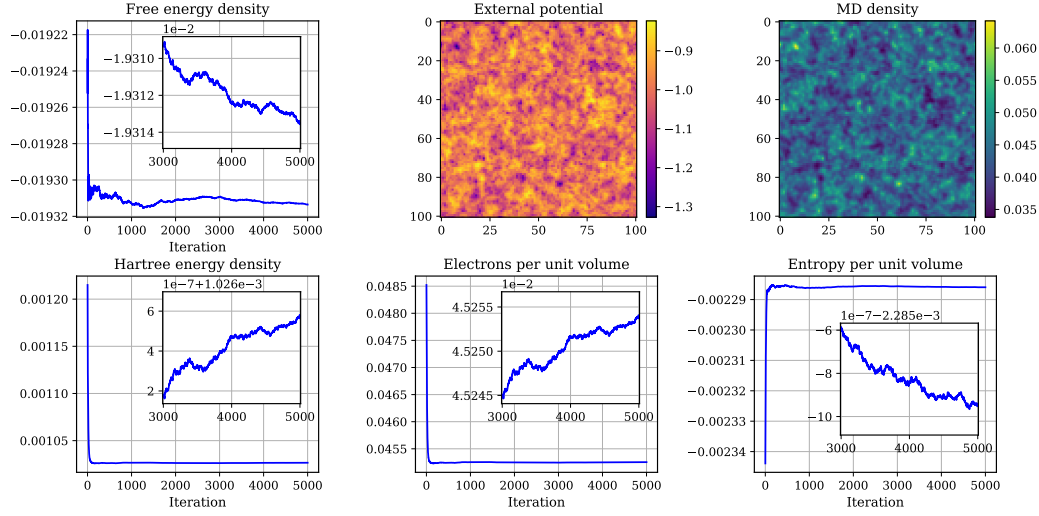 Free energy density
−0.01922
−0.01924
−0.01926
−0.01928
−0.01930
−0.01932
0 1000 2000 3000 4000 5000
Iteration
1e−2
−1.9310
−1.9312
−1.9314
3000 4000 5000
External potential
0
20
40
60
80
100
0 25 50 75 100
−0.9
−1.0
−1.1
−1.2
−1.3
MD density
0
20
40
60
80
100
0 25 50 75 100
0.060
0.055
0.050
0.045
0.040
0.035
Hartree energy density
0.00120
0.00115
0.00110
0.00105
0 1000 2000 3000 4000 5000
Iteration
1e−7+1.026e−3
6
4
2
3000 4000 5000
Electrons per unit volume
0.0485
0.0480
0.0475
0.0470
0.0465
0.0460
0.0455
0 1000 2000 3000 4000 5000
Iteration
1e−2
4.5255
4.5250
4.5245
3000 4000 5000
Entropy per unit volume
−0.00229
−0.00230
−0.00231
−0.00232
−0.00233
−0.00234
0 1000 2000 3000 4000 5000
Iteration
1e−7−2.285e−3
−6
−8
−10
3000 4000 5000